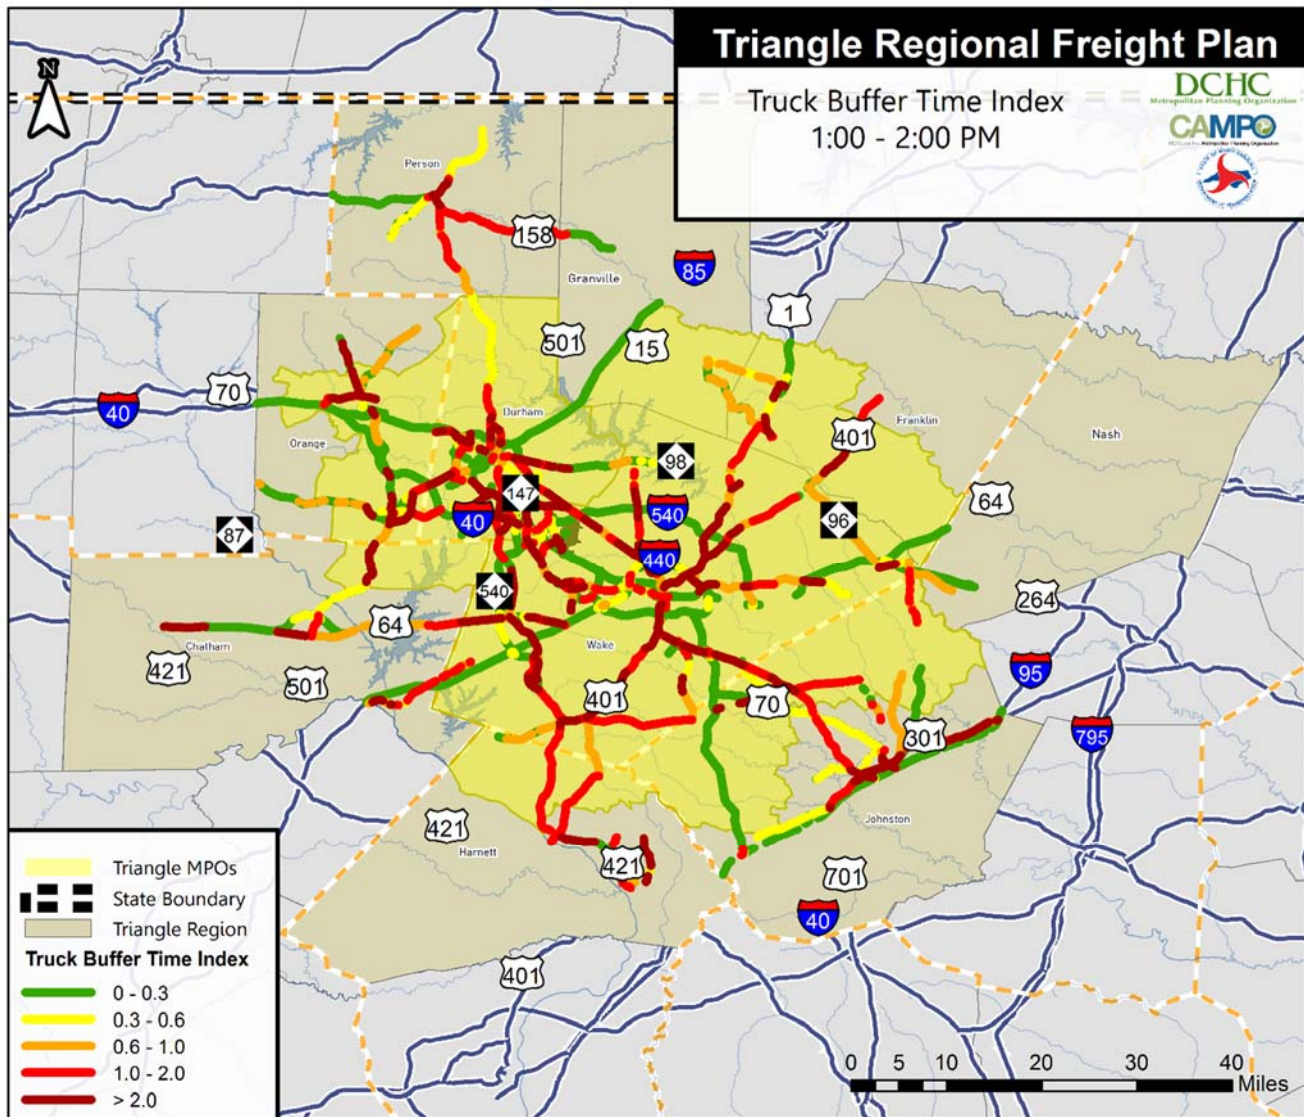 Triangle Regional Freight Plan
Truck Buffer Time Index
1:00 - 2:00 PM
DCHC
Metropolitan Planning Organization
CAMPO
N
Person
158
Granville
85
1
501
15
70
40
Durham
Franklin
401
Nash
Orange
98
147
64
540
40
96
87
440
540
264
64
Chatham
Wake
421
501
401
70
95
301
795
Johnston
421
Harnett
421
701
40
401
Triangle MPOs
State Boundary
Triangle Region
Truck Buffer Time Index
0 - 0.3
0.3 - 0.6
0.6 - 1.0
1.0 - 2.0
> 2.0
0 5 10 20 30 40
Miles